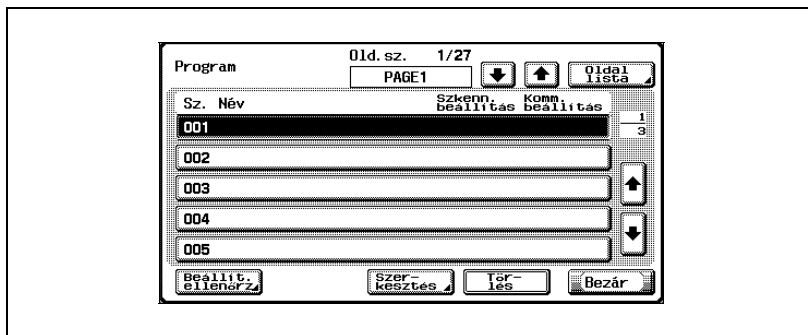 Program
Old.sz. 1/27
PAGE1
Oldal
lista
Sz. Név
Szkenn.
beállítás
Komm.
beállítás
001
1
3
002
003
004
005
Beállít.
ellenőrz.
Szer-
kesztés
Tör-
lés
Bezár